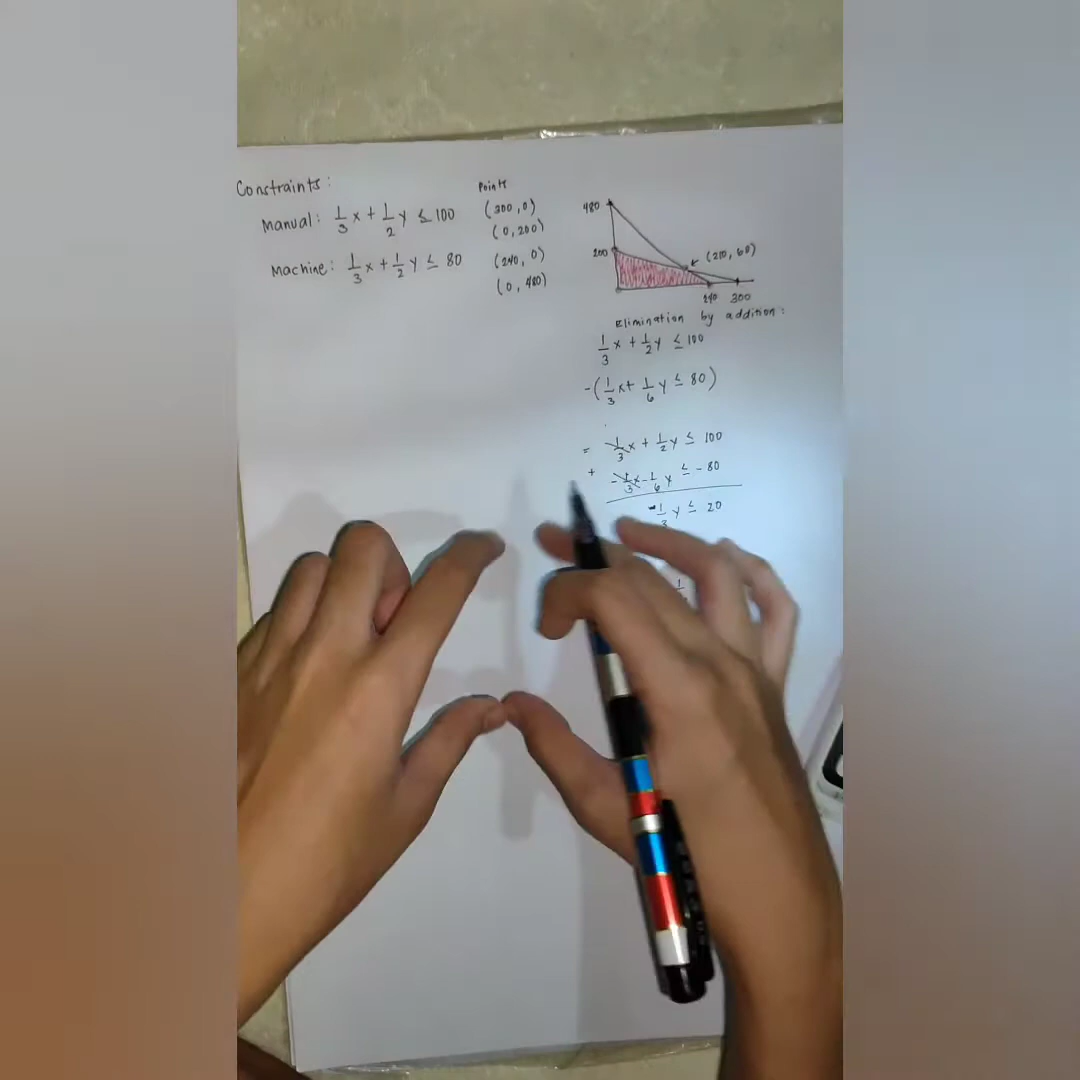 Constraints:
Manual: 1/3 x + 1/2 y ≤ 100
Machine: 1/3 x + 1/2 y ≤ 80
Points
(300, 0)
(0, 200)
(240, 0)
(0, 480)
480
200
(210, 60)
240 300
Elimination by addition:
1/3 x + 1/2 y ≤ 100
-(1/3 x + 1/6 y ≤ 80)
= 1/3 x + 1/2 y ≤ 100
+ -1/3 x - 1/6 y ≤ -80
1/3 y ≤ 20